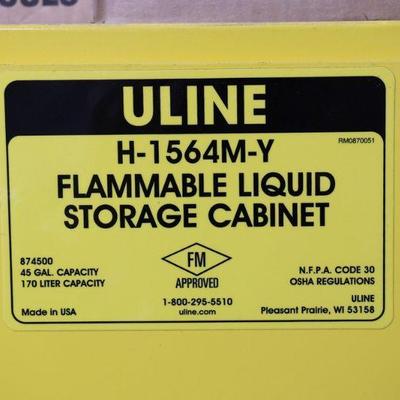 ULINE
RM0870051
H-1564M-Y
FLAMMABLE LIQUID
STORAGE CABINET
874500
45 GAL. CAPACITY
170 LITER CAPACITY
Made in USA
FM
APPROVED
1-800-295-5510
uline.com
N.F.P.A. CODE 30
OSHA REGULATIONS
ULINE
Pleasant Prairie, WI 53158